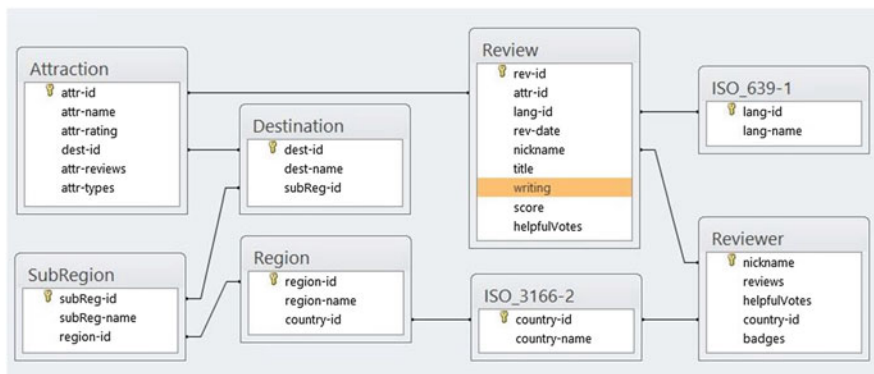 Attraction
attr-id
attr-name
attr-rating
dest-id
attr-reviews
attr-types
Destination
dest-id
dest-name
subReg-id
SubRegion
subReg-id
subReg-name
region-id
Region
region-id
region-name
country-id
Review
rev-id
attr-id
lang-id
rev-date
nickname
title
writing
score
helpfulVotes
ISO_3166-2
country-id
country-name
ISO_639-1
lang-id
lang-name
Reviewer
nickname
reviews
helpfulVotes
country-id
badges